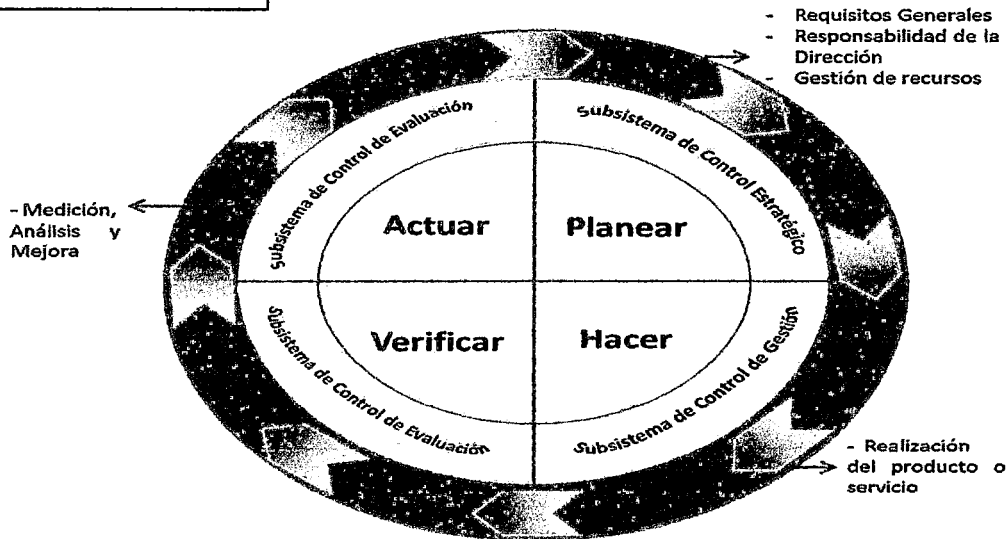 - Requisitos Generales
- Responsabilidad de la
Dirección
- Gestión de recursos
Subsistema de Control de Evaluación
Subsistema de Control Estratégico
- Medición,
Análisis y
Mejora
Actuar
Planear
Verificar
Hacer
Subsistema de Control de Evaluación
Subsistema de Control de Gestión
- Realización
del producto o
servicio